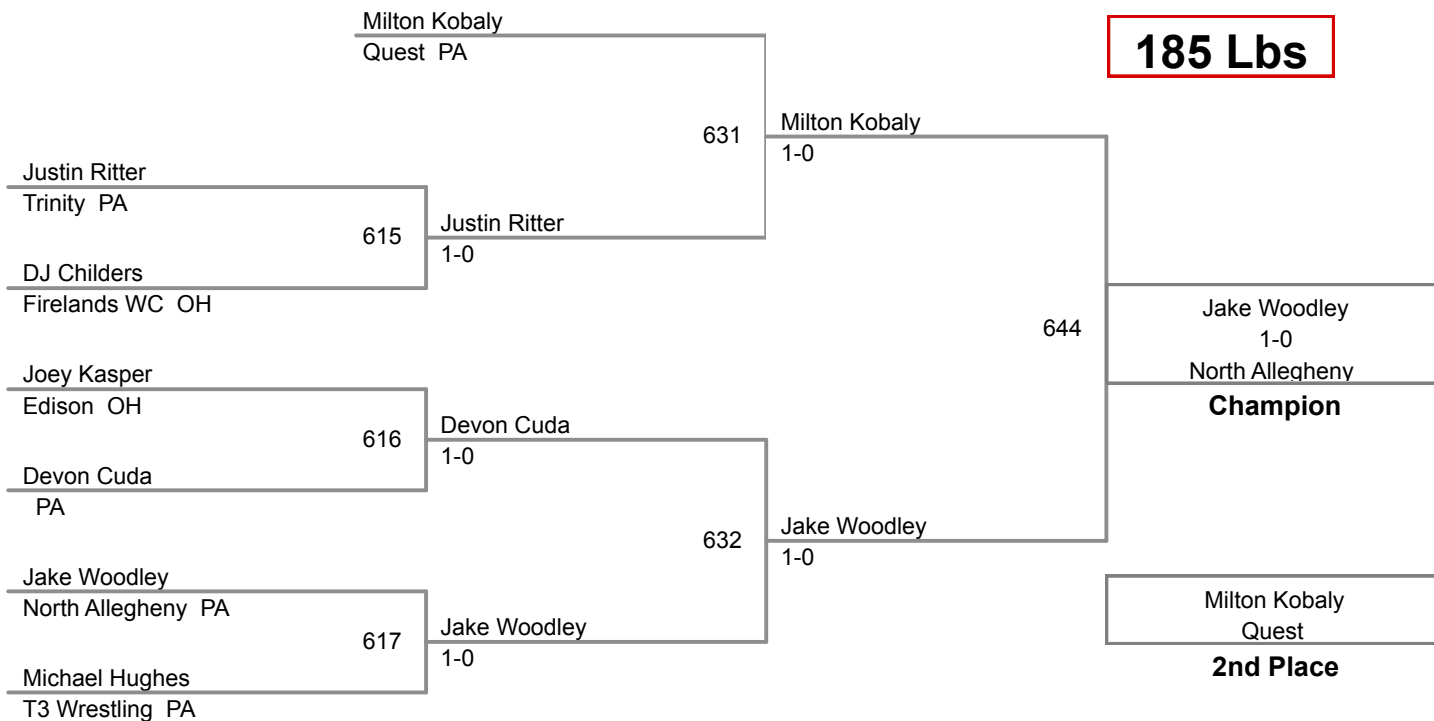 Milton Kobaly
Quest PA
185 Lbs
631
Milton Kobaly
1-0
Justin Ritter
Trinity PA
615
Justin Ritter
1-0
DJ Childers
Firelands WC OH
644
Jake Woodley
1-0
North Allegheny
Champion
Joey Kasper
Edison OH
616
Devon Cuda
1-0
Devon Cuda
PA
632
Jake Woodley
1-0
Jake Woodley
North Allegheny PA
617
Jake Woodley
1-0
Michael Hughes
T3 Wrestling PA
Milton Kobaly
Quest
2nd Place